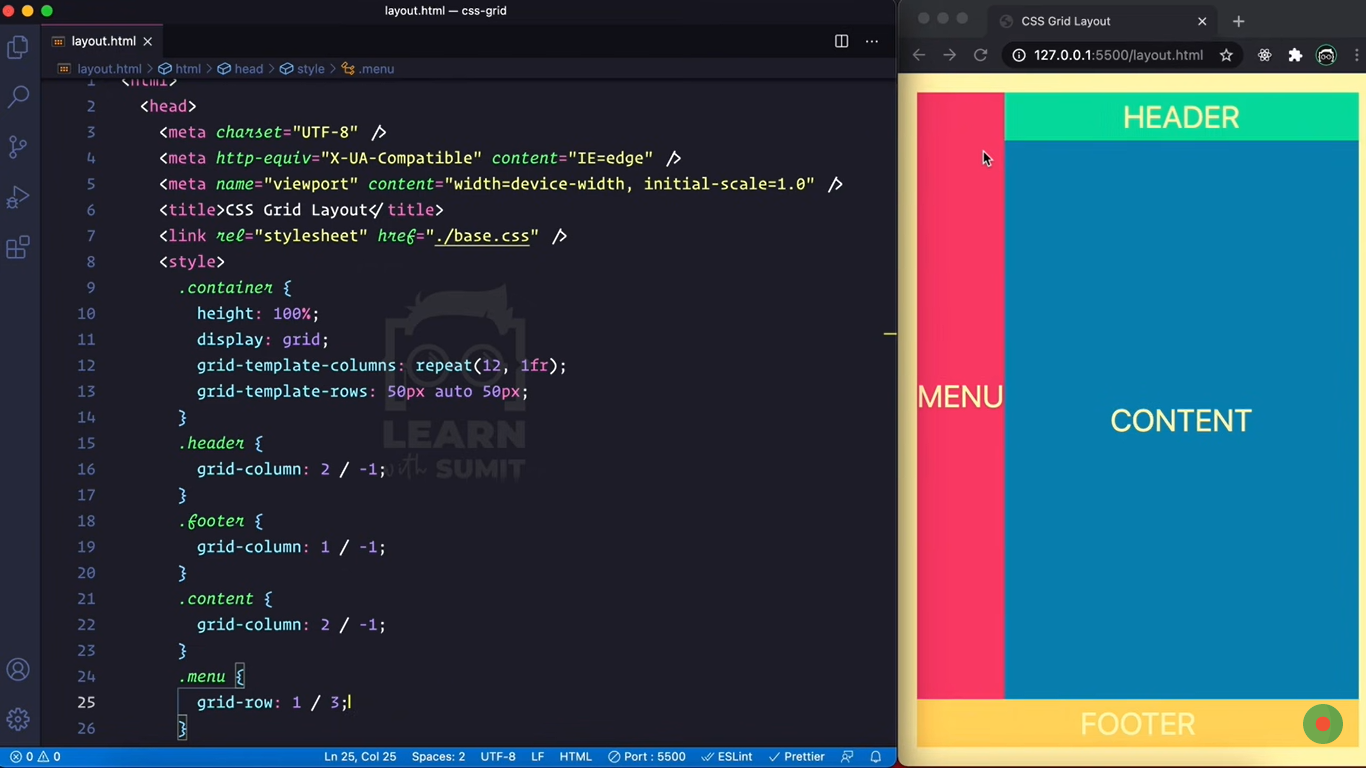 layout.html — css-grid
layout.html
layout.html > html > head > style > .menu
1 <html>
2 <head>
3 <meta charset="UTF-8" />
4 <meta http-equiv="X-UA-Compatible" content="IE=edge" />
5 <meta name="viewport" content="width=device-width, initial-scale=1.0" />
6 <title>CSS Grid Layout</title>
7 <link rel="stylesheet" href="./base.css" />
8 <style>
9 .container {
10 height: 100%;
11 display: grid;
12 grid-template-columns: repeat(12, 1fr);
13 grid-template-rows: 50px auto 50px;
14 }
15 .header {
16 grid-column: 2 / -1;
17 }
18 .footer {
19 grid-column: 1 / -1;
20 }
21 .content {
22 grid-column: 2 / -1;
23 }
24 .menu {
25 grid-row: 1 / 3;
26 }
LEARN
with SUMIT
0 0 Ln 25, Col 25 Spaces: 2 UTF-8 LF HTML Port : 5500 ESLint Prettier
CSS Grid Layout
127.0.0.1:5500/layout.html
HEADER
MENU
CONTENT
FOOTER